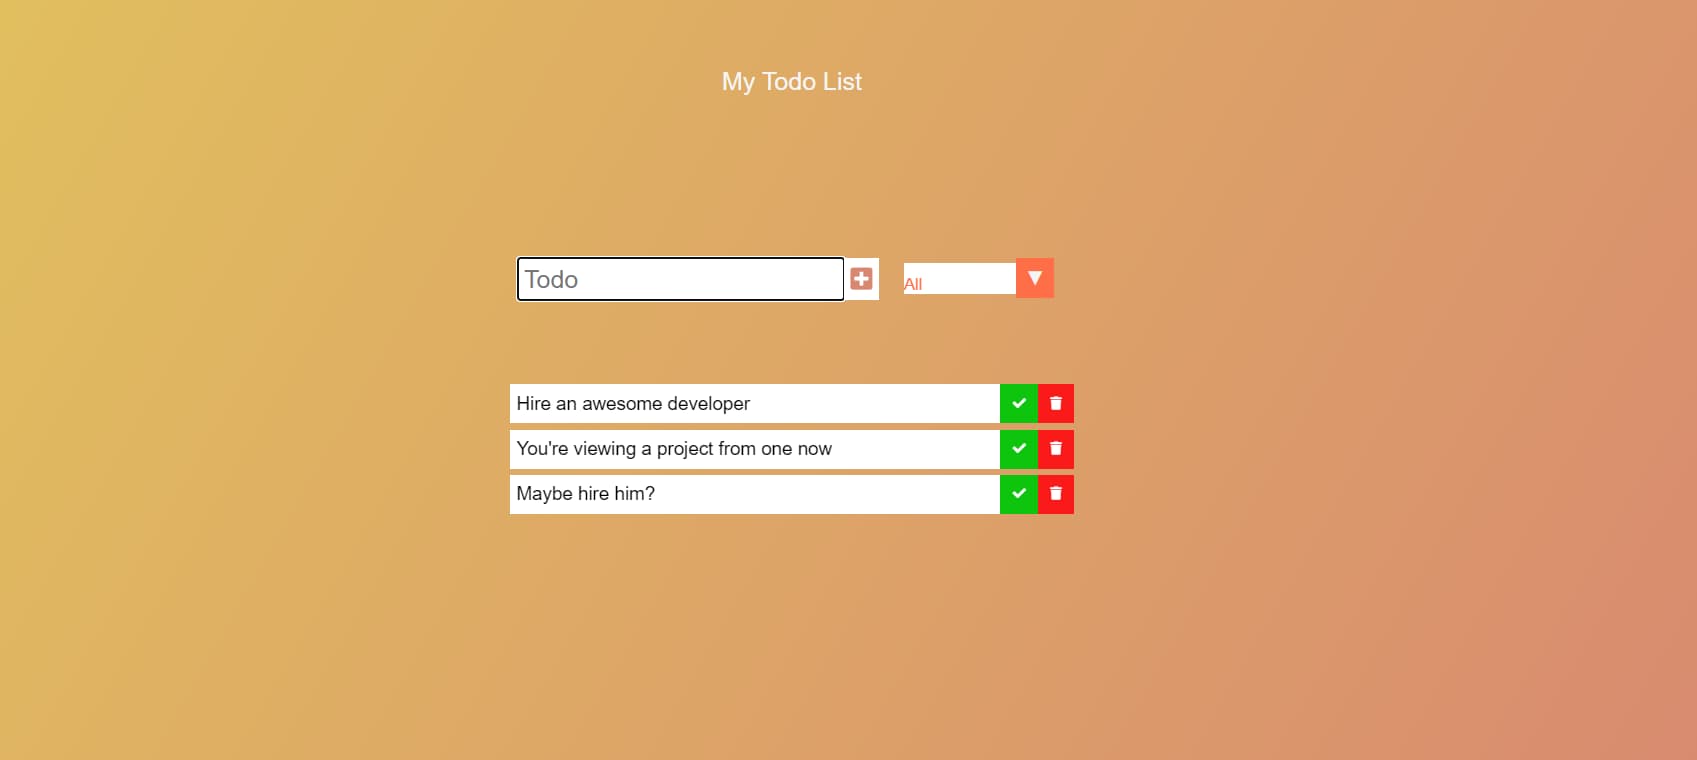 My Todo List
Todo
All
Hire an awesome developer
You're viewing a project from one now
Maybe hire him?